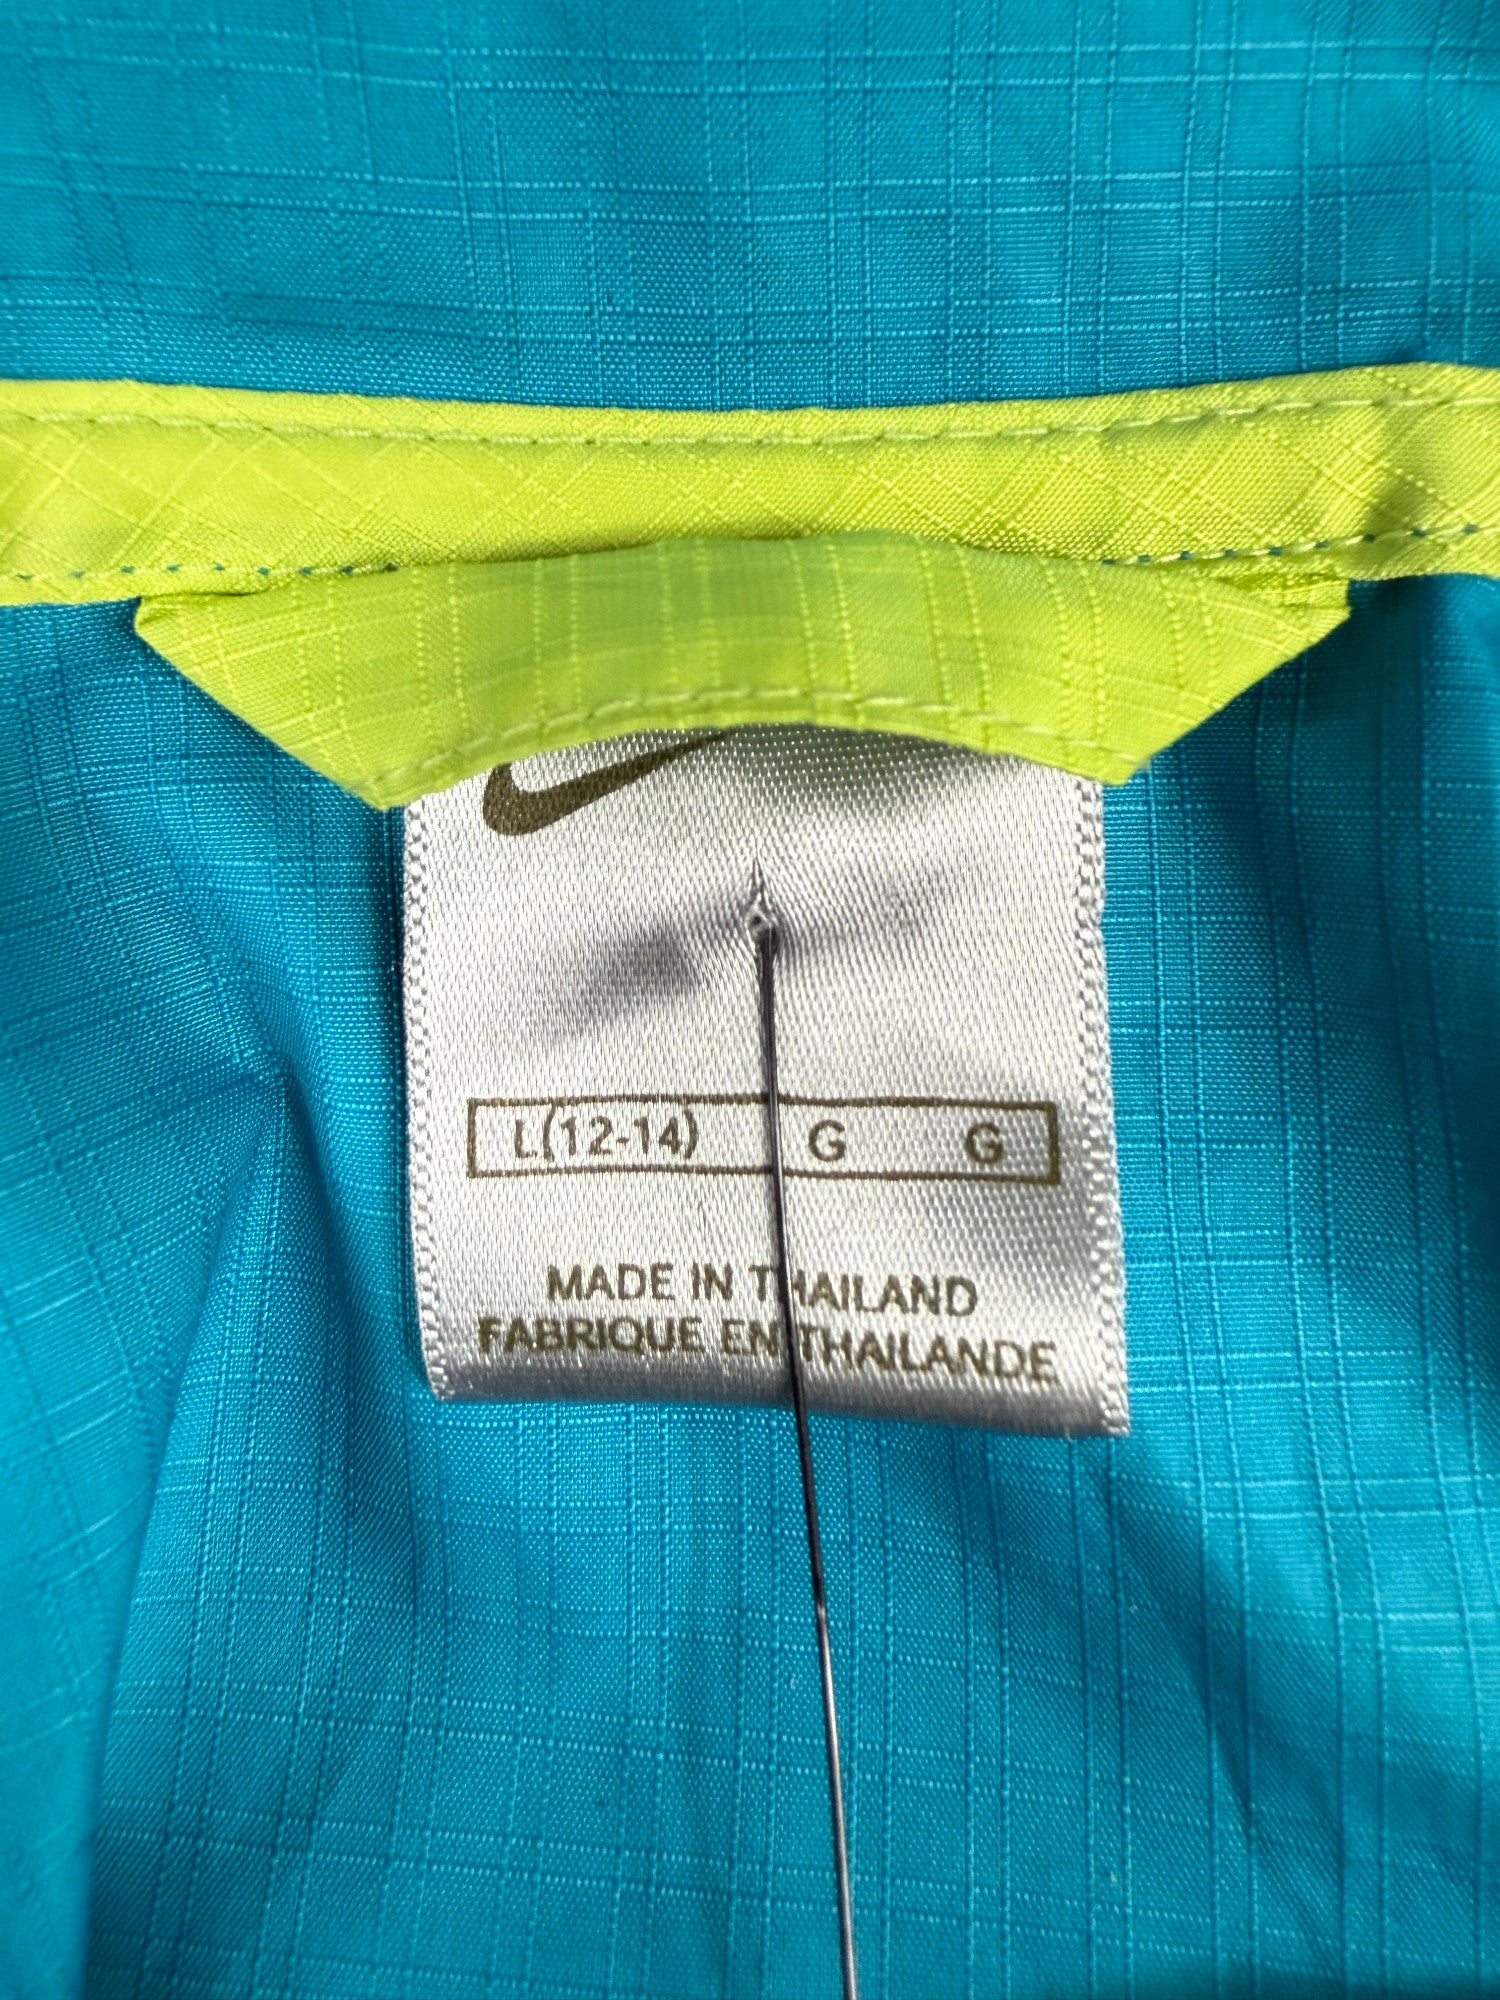 L(12-14) G G
MADE IN THAILAND
FABRIQUE EN THAILANDE